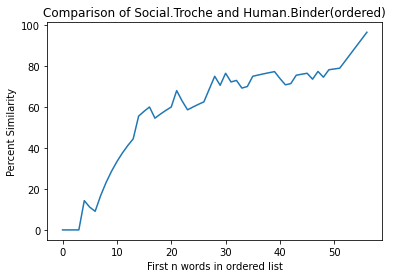 Comparison of Social.Troche and Human.Binder(ordered)
100
80
60
40
20
0
Percent Similarity
0 10 20 30 40 50
First n words in ordered list